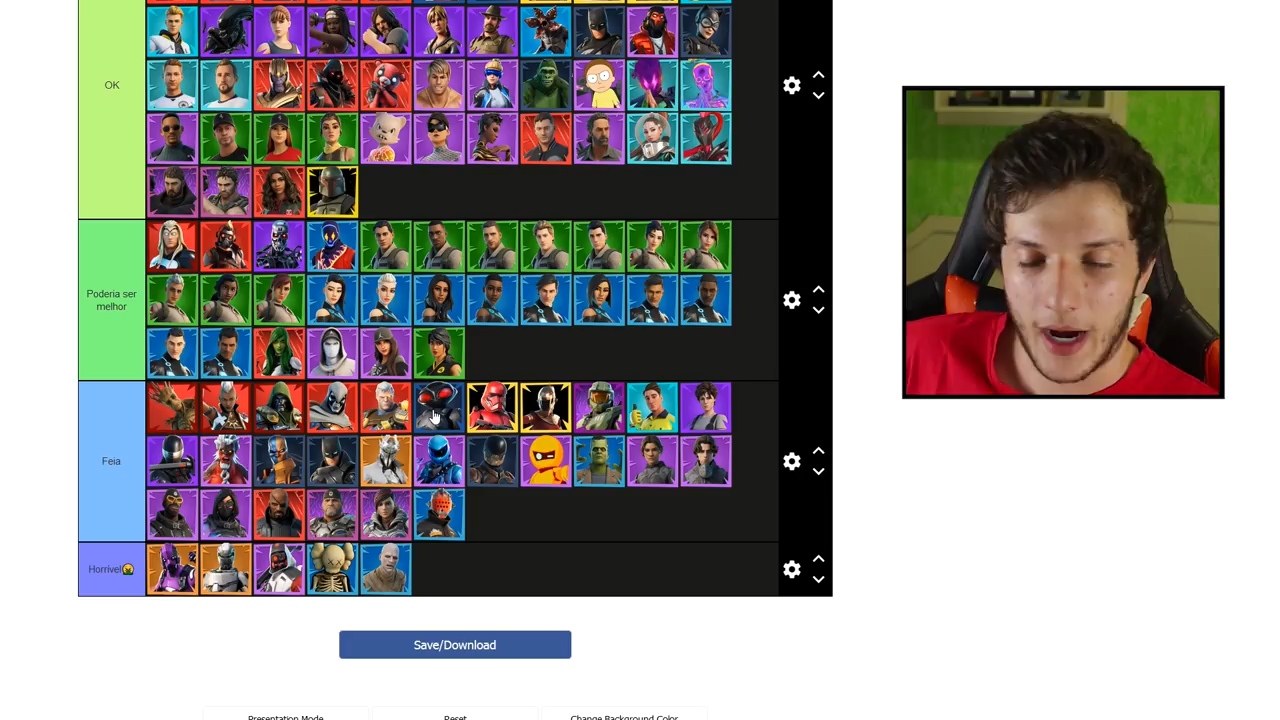 OK
Poderia ser
melhor
Feia
Horrível🤮
Save/Download
Presentation Mode
Reset
Change Background Color